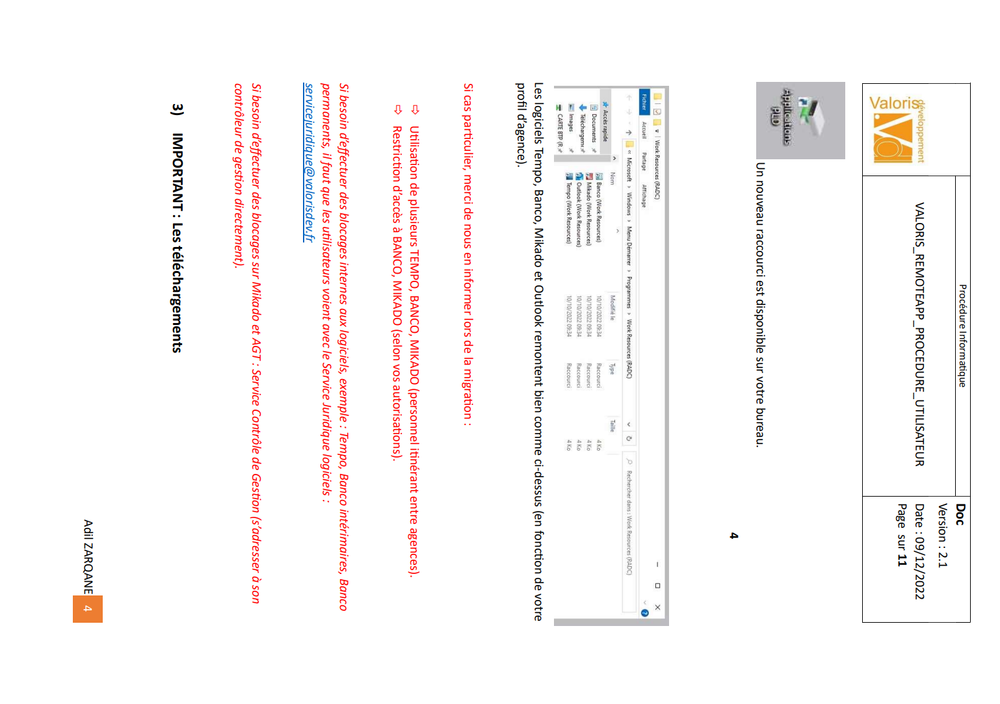 Valoris
développement
Vd
Procédure Informatique
VALORIS_REMOTEAPP_PROCEDURE_UTILISATEUR
Doc
Version : 2.1
Date : 09/12/2022
Page sur 11
Applications
PLD
Un nouveau raccourci est disponible sur votre bureau.
4
Work Resources (RADC)
Fichier Accueil Partage Affichage
« Microsoft > Windows > Menu Démarrer > Programmes > Work Resources (RADC)
Rechercher dans : Work Resources (RADC)
Accès rapide
Documents
Téléchargeme
Images
CARTE BTP (R
Nom Modifié le Type Taille
Banco (Work Resources) 10/10/2022 09:34 Raccourci 4 Ko
Mikado (Work Resources) 10/10/2022 09:34 Raccourci 4 Ko
Outlook (Work Resources) 10/10/2022 09:34 Raccourci 4 Ko
Tempo (Work Resources) 10/10/2022 09:34 Raccourci 4 Ko
Les logiciels Tempo, Banco, Mikado et Outlook remontent bien comme ci-dessus (en fonction de votre
profil d’agence).
Si cas particulier, merci de nous en informer lors de la migration :
⇨ Utilisation de plusieurs TEMPO, BANCO, MIKADO (personnel itinérant entre agences).
⇨ Restriction d’accès à BANCO, MIKADO (selon vos autorisations).
Si besoin d’effectuer des blocages internes aux logiciels, exemple : Tempo, Banco intérimaires, Banco
permanents, il faut que les utilisateurs voient avec le Service Juridique logiciels :
servicejuridique@valorisdev.fr
Si besoin d’effectuer des blocages sur Mikado et AGT : Service Contrôle de Gestion (s’adresser à son
contrôleur de gestion directement).
3) IMPORTANT : Les téléchargements
Adil ZARQANE
4